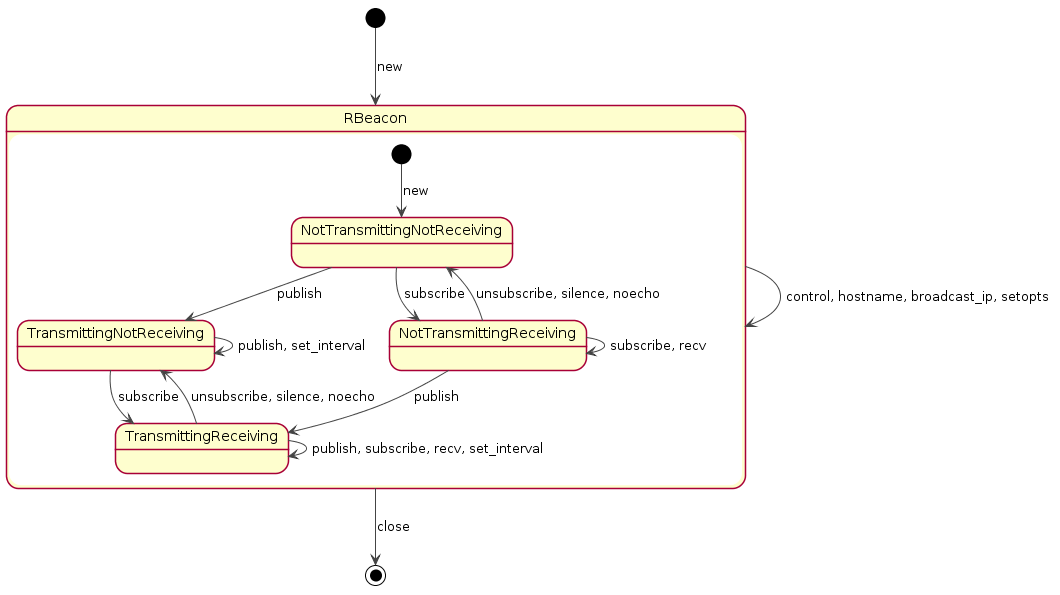 new
RBeacon
new
NotTransmittingNotReceiving
publish
subscribe
unsubscribe, silence, noecho
control, hostname, broadcast_ip, setopts
TransmittingNotReceiving
publish, set_interval
NotTransmittingReceiving
subscribe, recv
subscribe
unsubscribe, silence, noecho
publish
TransmittingReceiving
publish, subscribe, recv, set_interval
close